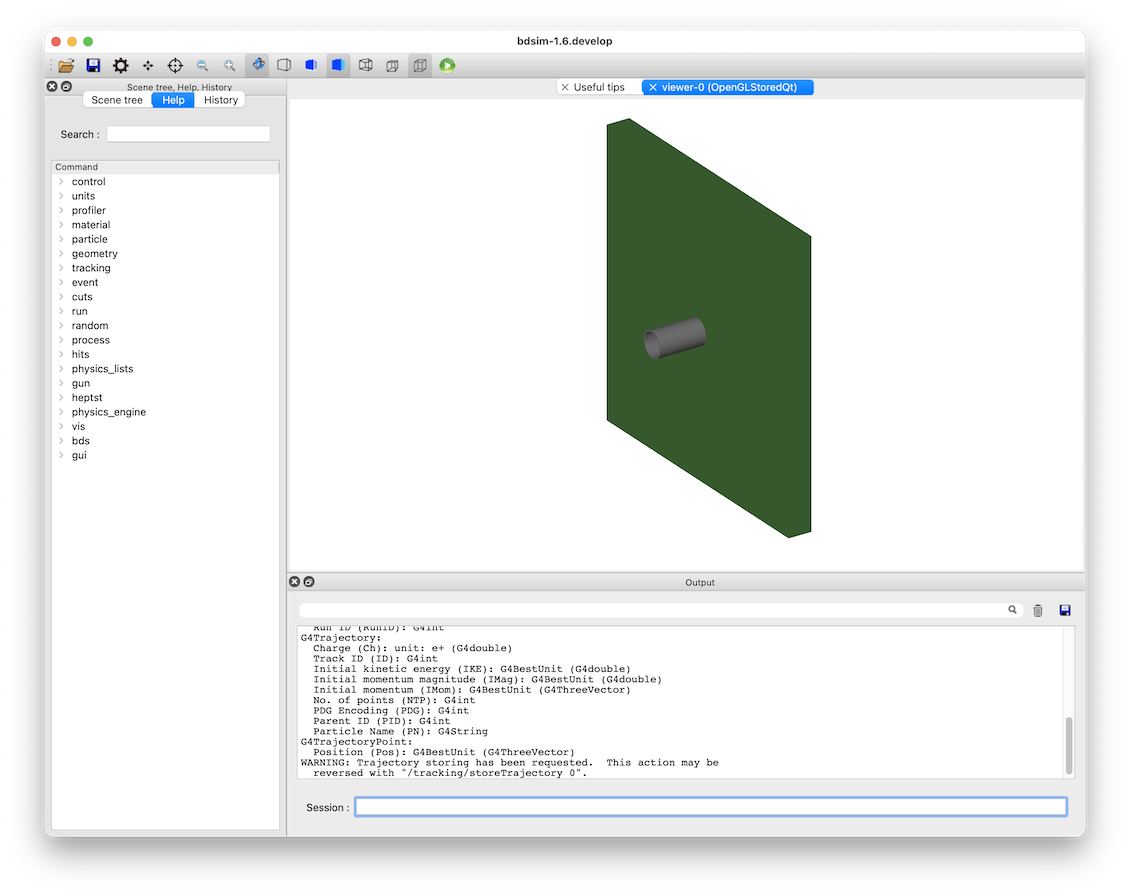 bdsim-1.6.develop
Scene tree, Help, History
Scene tree Help History
Search :
Command
control
units
profiler
material
particle
geometry
tracking
event
cuts
run
random
process
hits
physics_lists
gun
heptst
physics_engine
vis
bds
gui
Useful tips viewer-0 (OpenGLStoredQt)
Output
Run ID (RunID): G4int
G4Trajectory:
Charge (Ch): unit: e+ (G4double)
Track ID (ID): G4int
Initial kinetic energy (IKE): G4BestUnit (G4double)
Initial momentum magnitude (IMag): G4BestUnit (G4double)
Initial momentum (IMom): G4BestUnit (G4ThreeVector)
No. of points (NTP): G4int
PDG Encoding (PDG): G4int
Parent ID (PID): G4int
Particle Name (PN): G4String
G4TrajectoryPoint:
Position (Pos): G4BestUnit (G4ThreeVector)
WARNING: Trajectory storing has been requested.  This action may be
reversed with "/tracking/storeTrajectory 0".
Session :